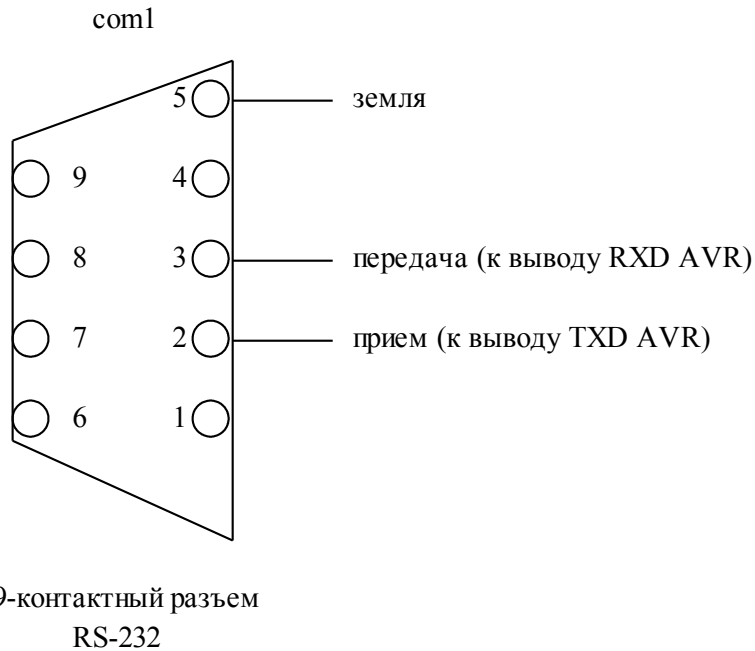 com1
5 земля
9 4
8 3 передача (к выводу RXD AVR)
7 2 прием (к выводу TXD AVR)
6 1
9-контактный разъем
RS-232